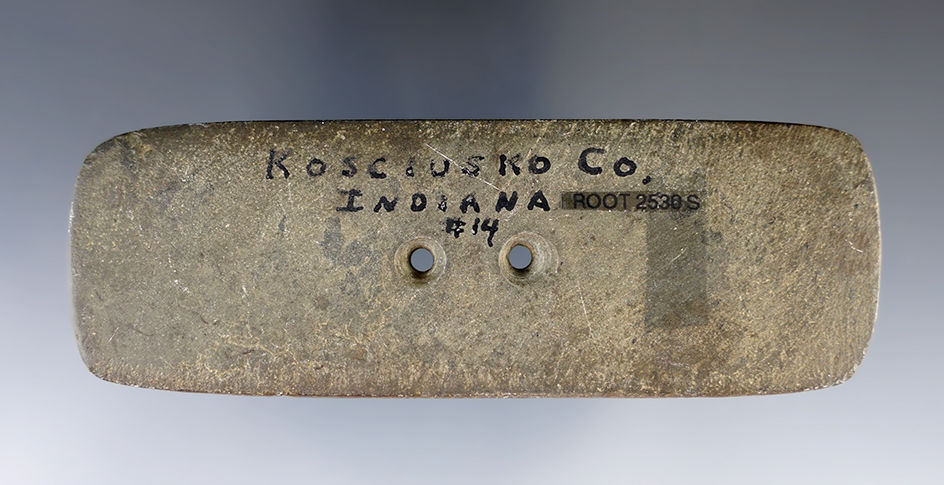 KOSCIUSKO CO,
INDIANA ROOT 2530 S
#14